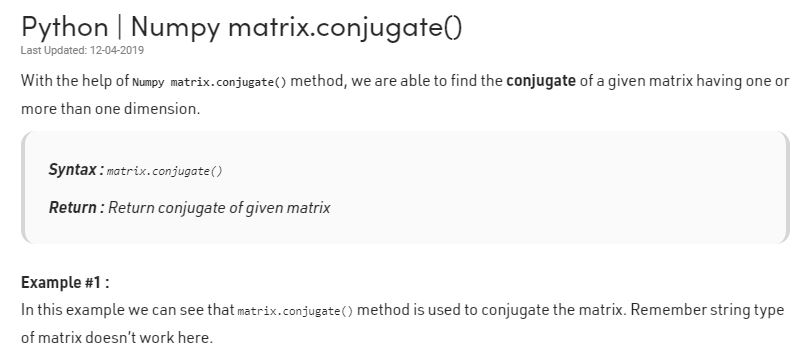 Python | Numpy matrix.conjugate()
Last Updated: 12-04-2019
With the help of Numpy matrix.conjugate() method, we are able to find the conjugate of a given matrix having one or
more than one dimension.
Syntax : matrix.conjugate()
Return : Return conjugate of given matrix
Example #1 :
In this example we can see that matrix.conjugate() method is used to conjugate the matrix. Remember string type
of matrix doesn’t work here.